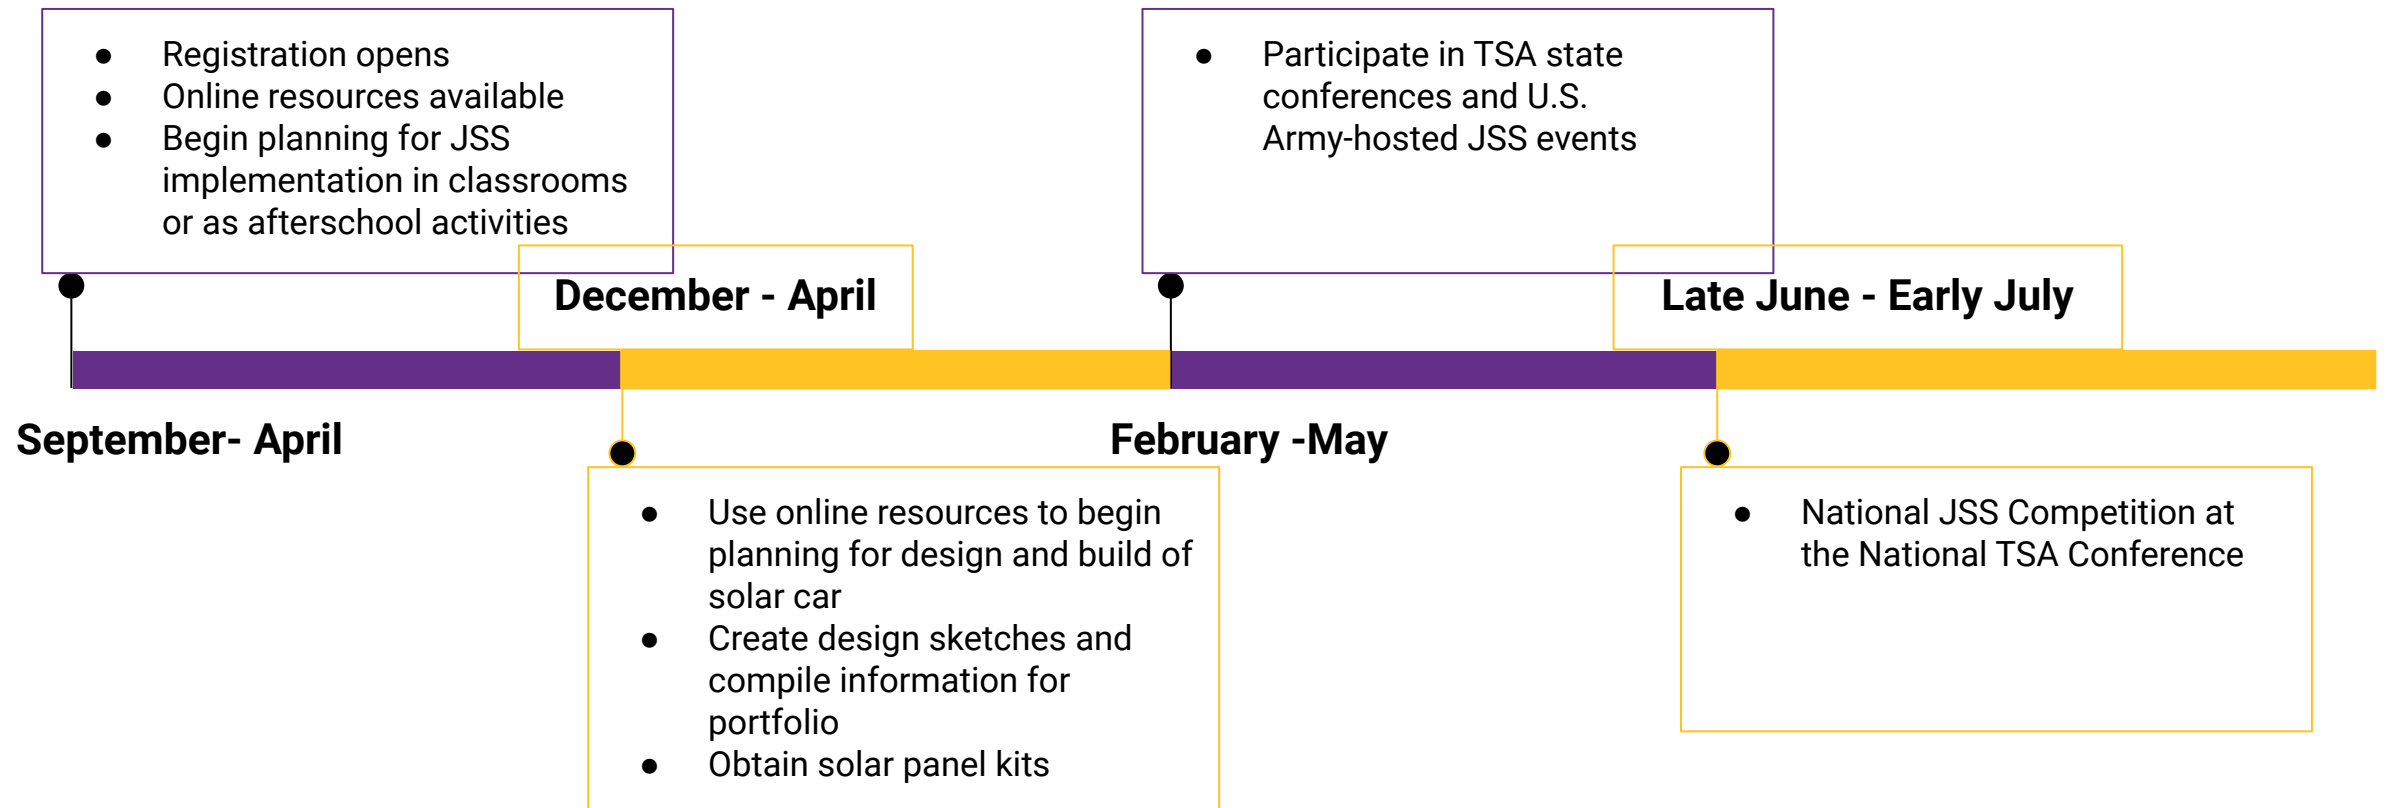 ● Registration opens
● Online resources available
● Begin planning for JSS
implementation in classrooms
or as afterschool activities
September- April
December - April
● Use online resources to begin
planning for design and build of
solar car
● Create design sketches and
compile information for
portfolio
● Obtain solar panel kits
● Participate in TSA state
conferences and U.S.
Army-hosted JSS events
February -May
Late June - Early July
● National JSS Competition at
the National TSA Conference